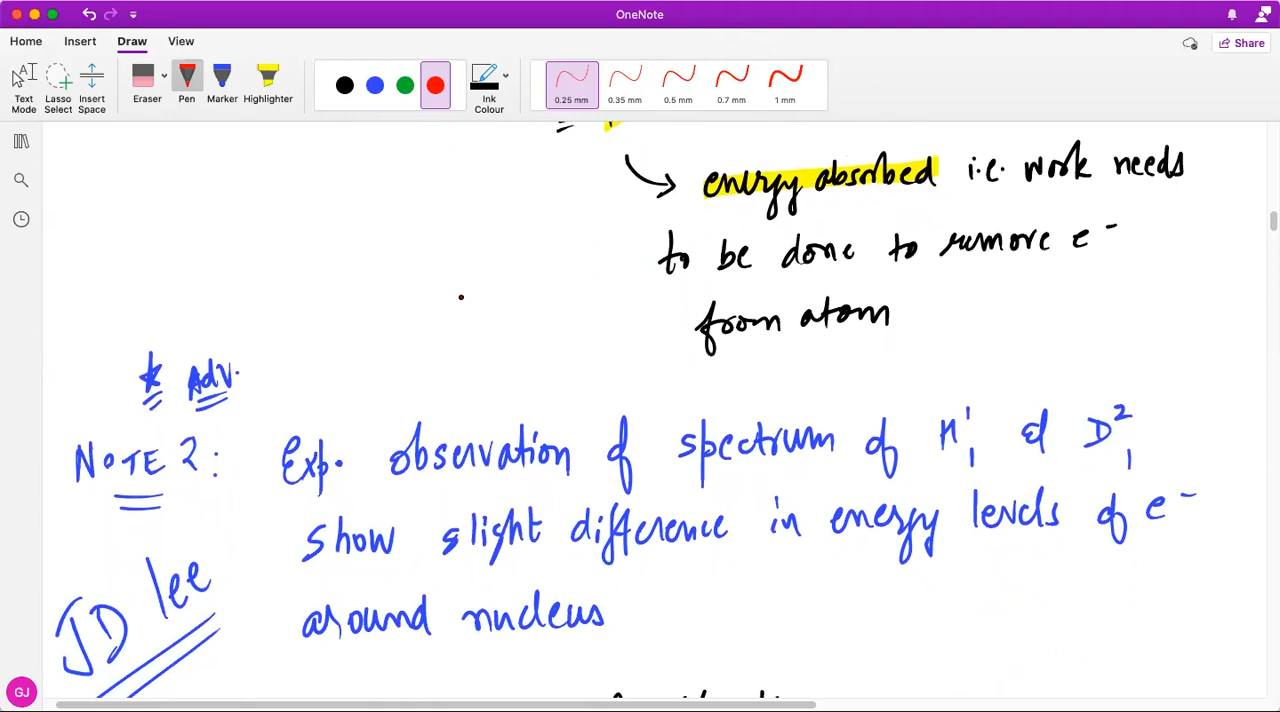 OneNote
Home Insert Draw View
Share
Text Mode
Lasso Select
Insert Space
Eraser
Pen
Marker
Highlighter
Ink Colour
0.25 mm 0.35 mm 0.5 mm 0.7 mm 1 mm
energy absorbed i.e. work needs
to be done to remove e⁻
from atom
* Adv.
NOTE 2: Exp. observation of spectrum of H¹₁ & D²₁
show slight difference in energy levels of e⁻
around nucleus
JD lee
GJ